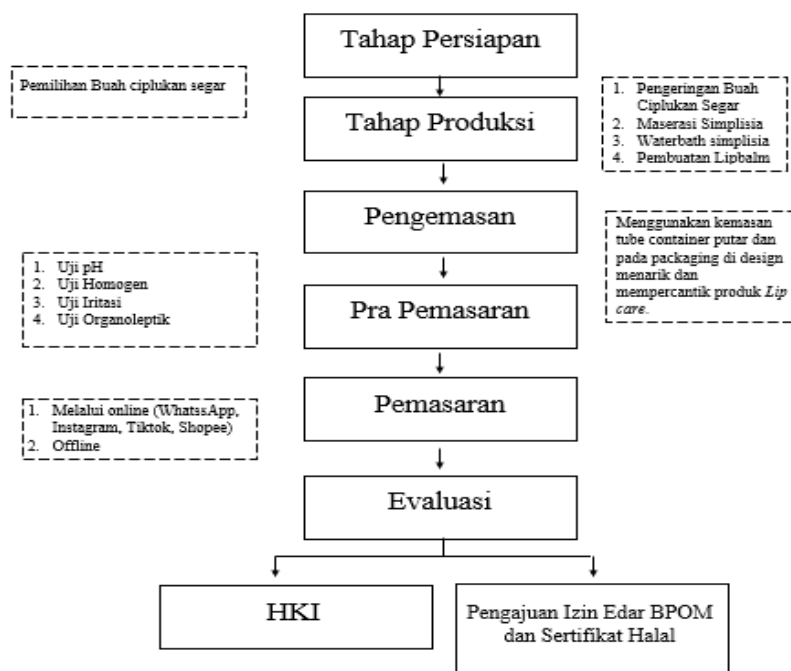 Tahap Persiapan
Pemilihan Buah ciplukan segar
1. Pengeringan Buah
Ciplukan Segar
2. Maserasi Simplisia
3. Waterbath simplisia
4. Pembuatan Lipbalm
Tahap Produksi
Pengemasan
Menggunakan kemasan
tube container putar dan
pada packaging di design
menarik dan
mempercantik produk Lip
care.
1. Uji pH
2. Uji Homogen
3. Uji Iritasi
4. Uji Organoleptik
Pra Pemasaran
Pemasaran
1. Melalui online (WhatssApp,
Instagram, Tiktok, Shopee)
2. Offline
Evaluasi
HKI
Pengajuan Izin Edar BPOM
dan Sertifikat Halal